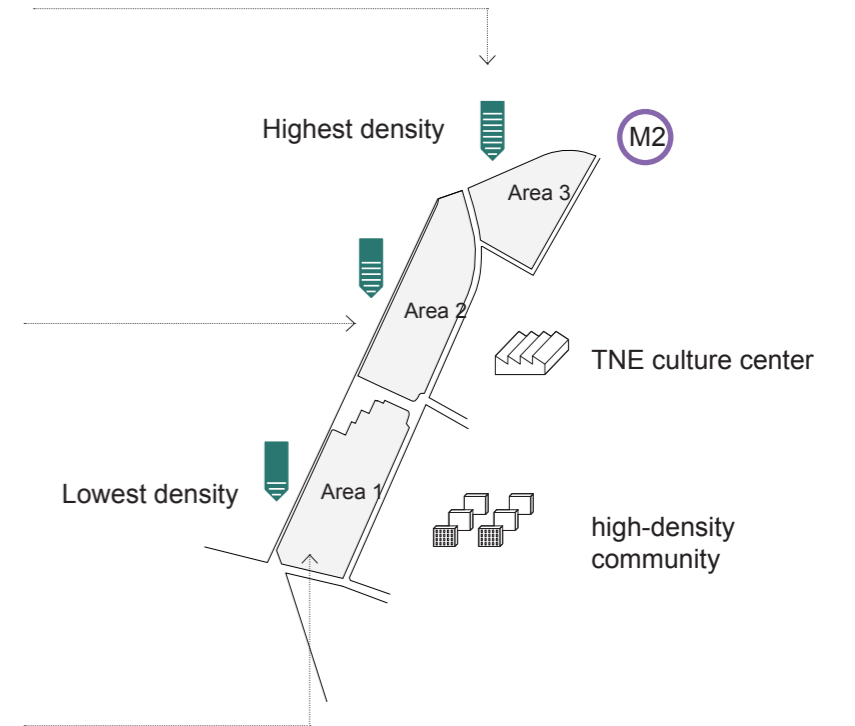 Highest density
M2
Area 3
Area 2
TNE culture center
Lowest density
Area 1
high-density
community